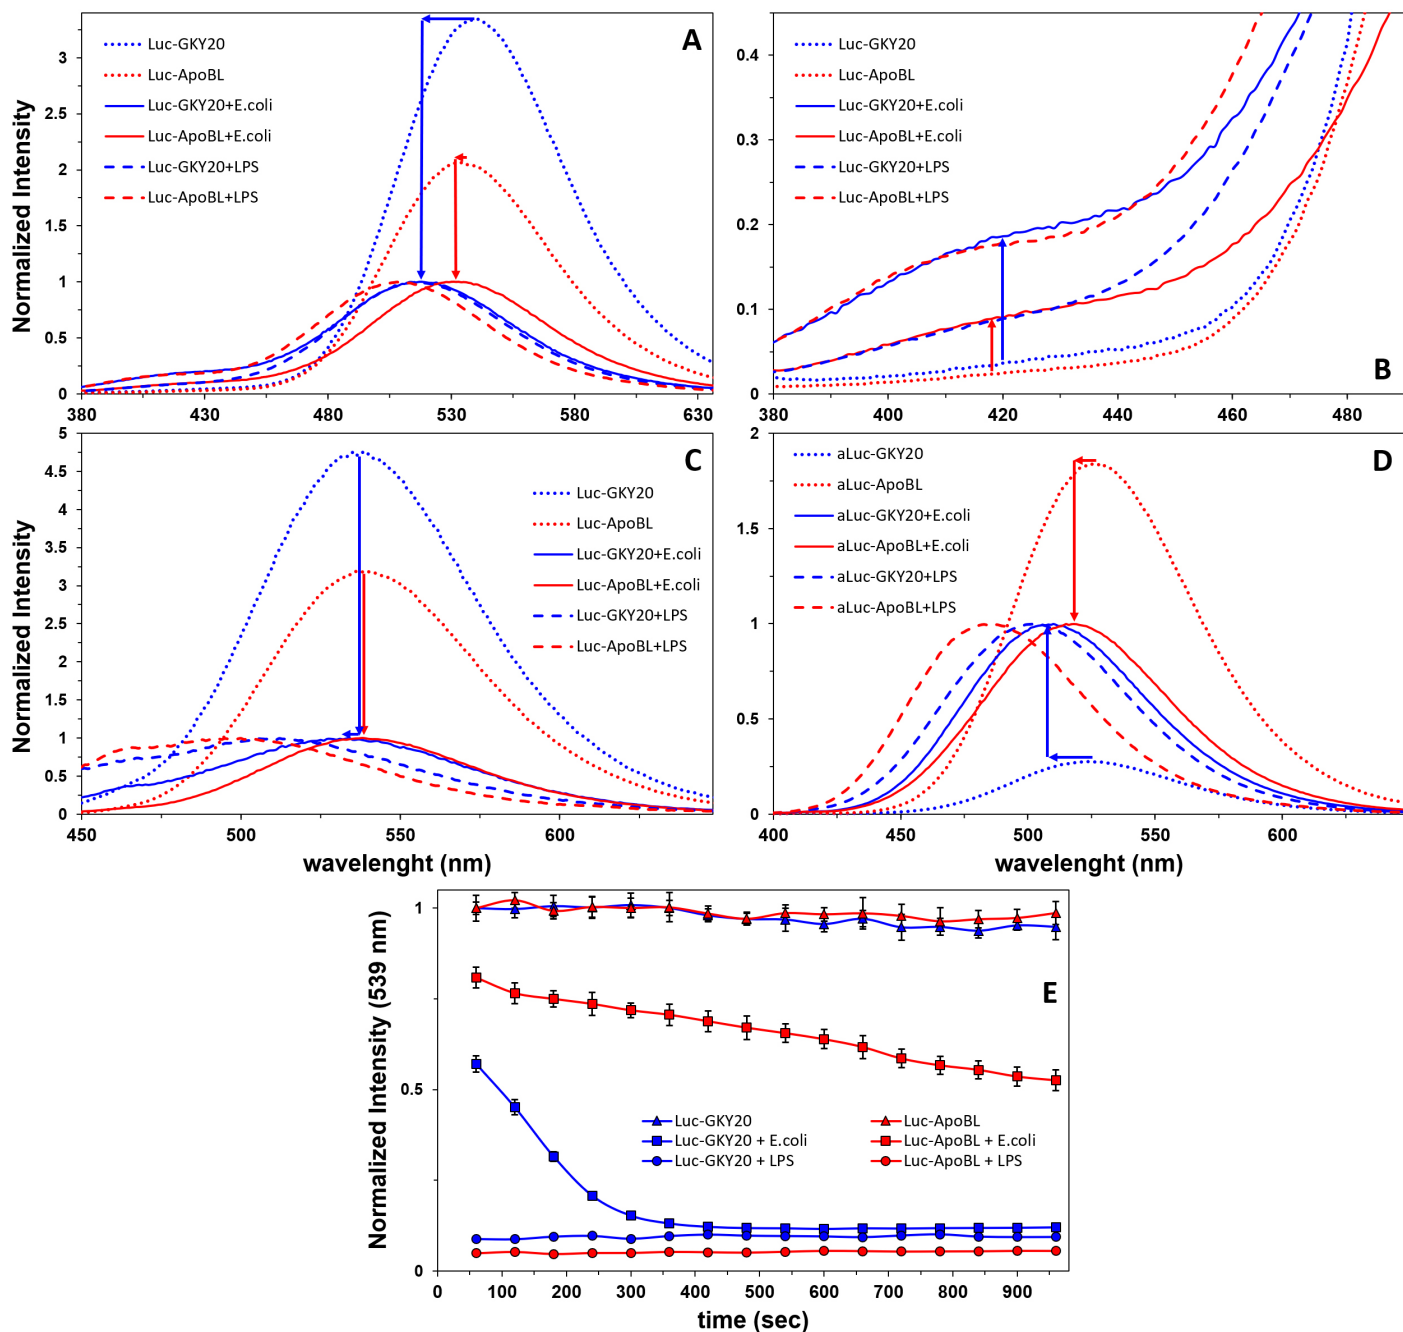 A
Normalized Intensity
3
2.5
2
1.5
1
0.5
0
Luc-GKY20
Luc-ApoBL
Luc-GKY20+E.coli
Luc-ApoBL+E.coli
Luc-GKY20+LPS
Luc-ApoBL+LPS
380 430 480 530 580 630
B
0.4
0.3
0.2
0.1
0
Luc-GKY20
Luc-ApoBL
Luc-GKY20+E.coli
Luc-ApoBL+E.coli
Luc-GKY20+LPS
Luc-ApoBL+LPS
380 400 420 440 460 480
C
Normalized Intensity
5
4.5
4
3.5
3
2.5
2
1.5
1
0.5
0
Luc-GKY20
Luc-ApoBL
Luc-GKY20+E.coli
Luc-ApoBL+E.coli
Luc-GKY20+LPS
Luc-ApoBL+LPS
450 500 550 600
wavelenght (nm)
D
2
1.5
1
0.5
0
aLuc-GKY20
aLuc-ApoBL
aLuc-GKY20+E.coli
aLuc-ApoBL+E.coli
aLuc-GKY20+LPS
aLuc-ApoBL+LPS
400 450 500 550 600
wavelenght (nm)
E
Normalized Intensity (539 nm)
1
0.5
0
Luc-GKY20 Luc-ApoBL
Luc-GKY20 + E.coli Luc-ApoBL + E.coli
Luc-GKY20 + LPS Luc-ApoBL + LPS
0 100 200 300 400 500 600 700 800 900
time (sec)